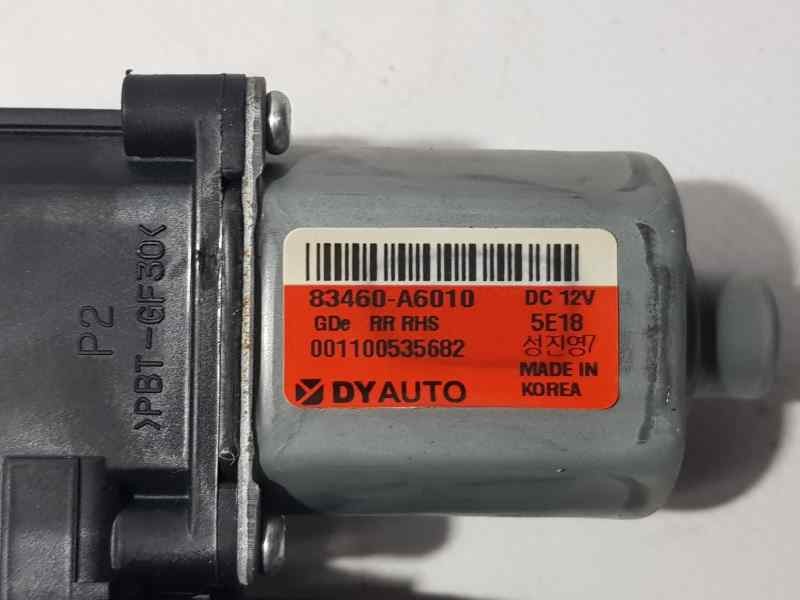 83460-A6010 DC 12V
GDe RR RHS 5E18
001100535682 성진영7
MADE IN
DYAUTO KOREA
P2
>PBT-GF30<